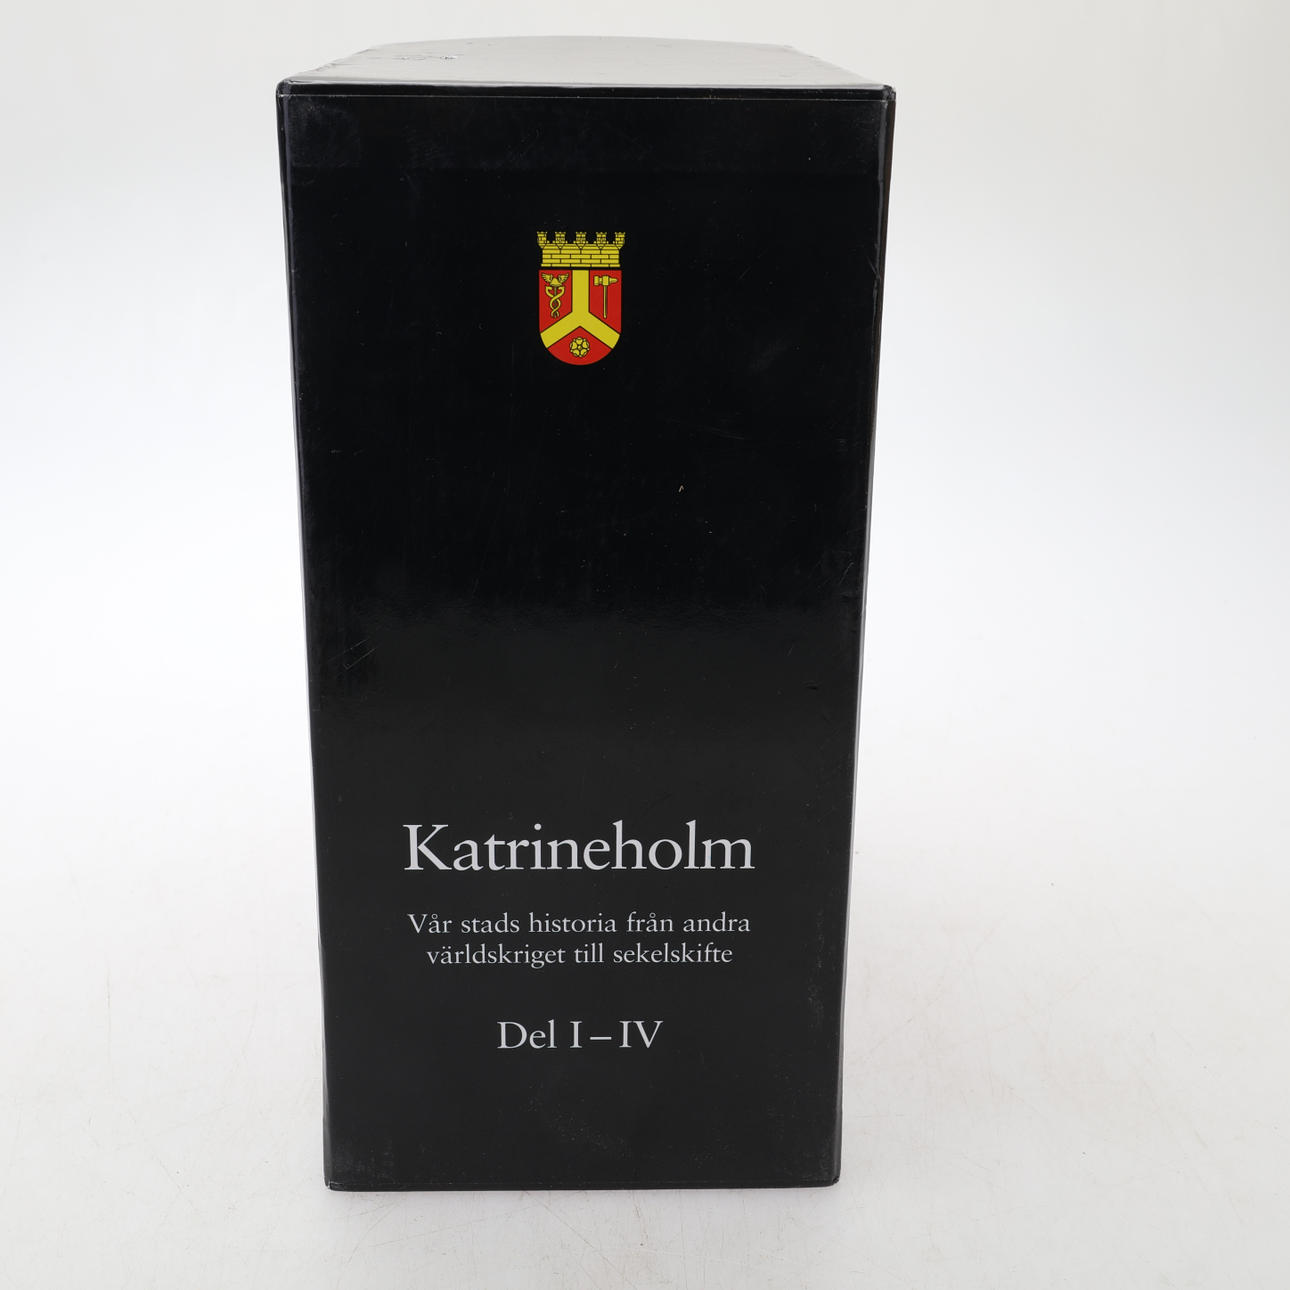 Katrineholm
Vår stads historia från andra
världskriget till sekelskifte
Del I – IV